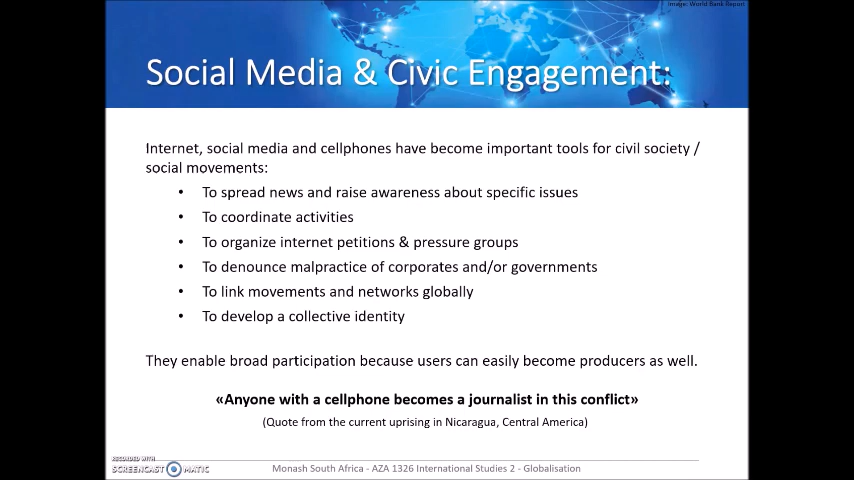 Image: World Bank Report
Social Media & Civic Engagement:
Internet, social media and cellphones have become important tools for civil society /
social movements:
• To spread news and raise awareness about specific issues
• To coordinate activities
• To organize internet petitions & pressure groups
• To denounce malpractice of corporates and/or governments
• To link movements and networks globally
• To develop a collective identity
They enable broad participation because users can easily become producers as well.
«Anyone with a cellphone becomes a journalist in this conflict»
(Quote from the current uprising in Nicaragua, Central America)
RECORDED WITH
SCREENCAST MATIC
Monash South Africa - AZA 1326 International Studies 2 - Globalisation